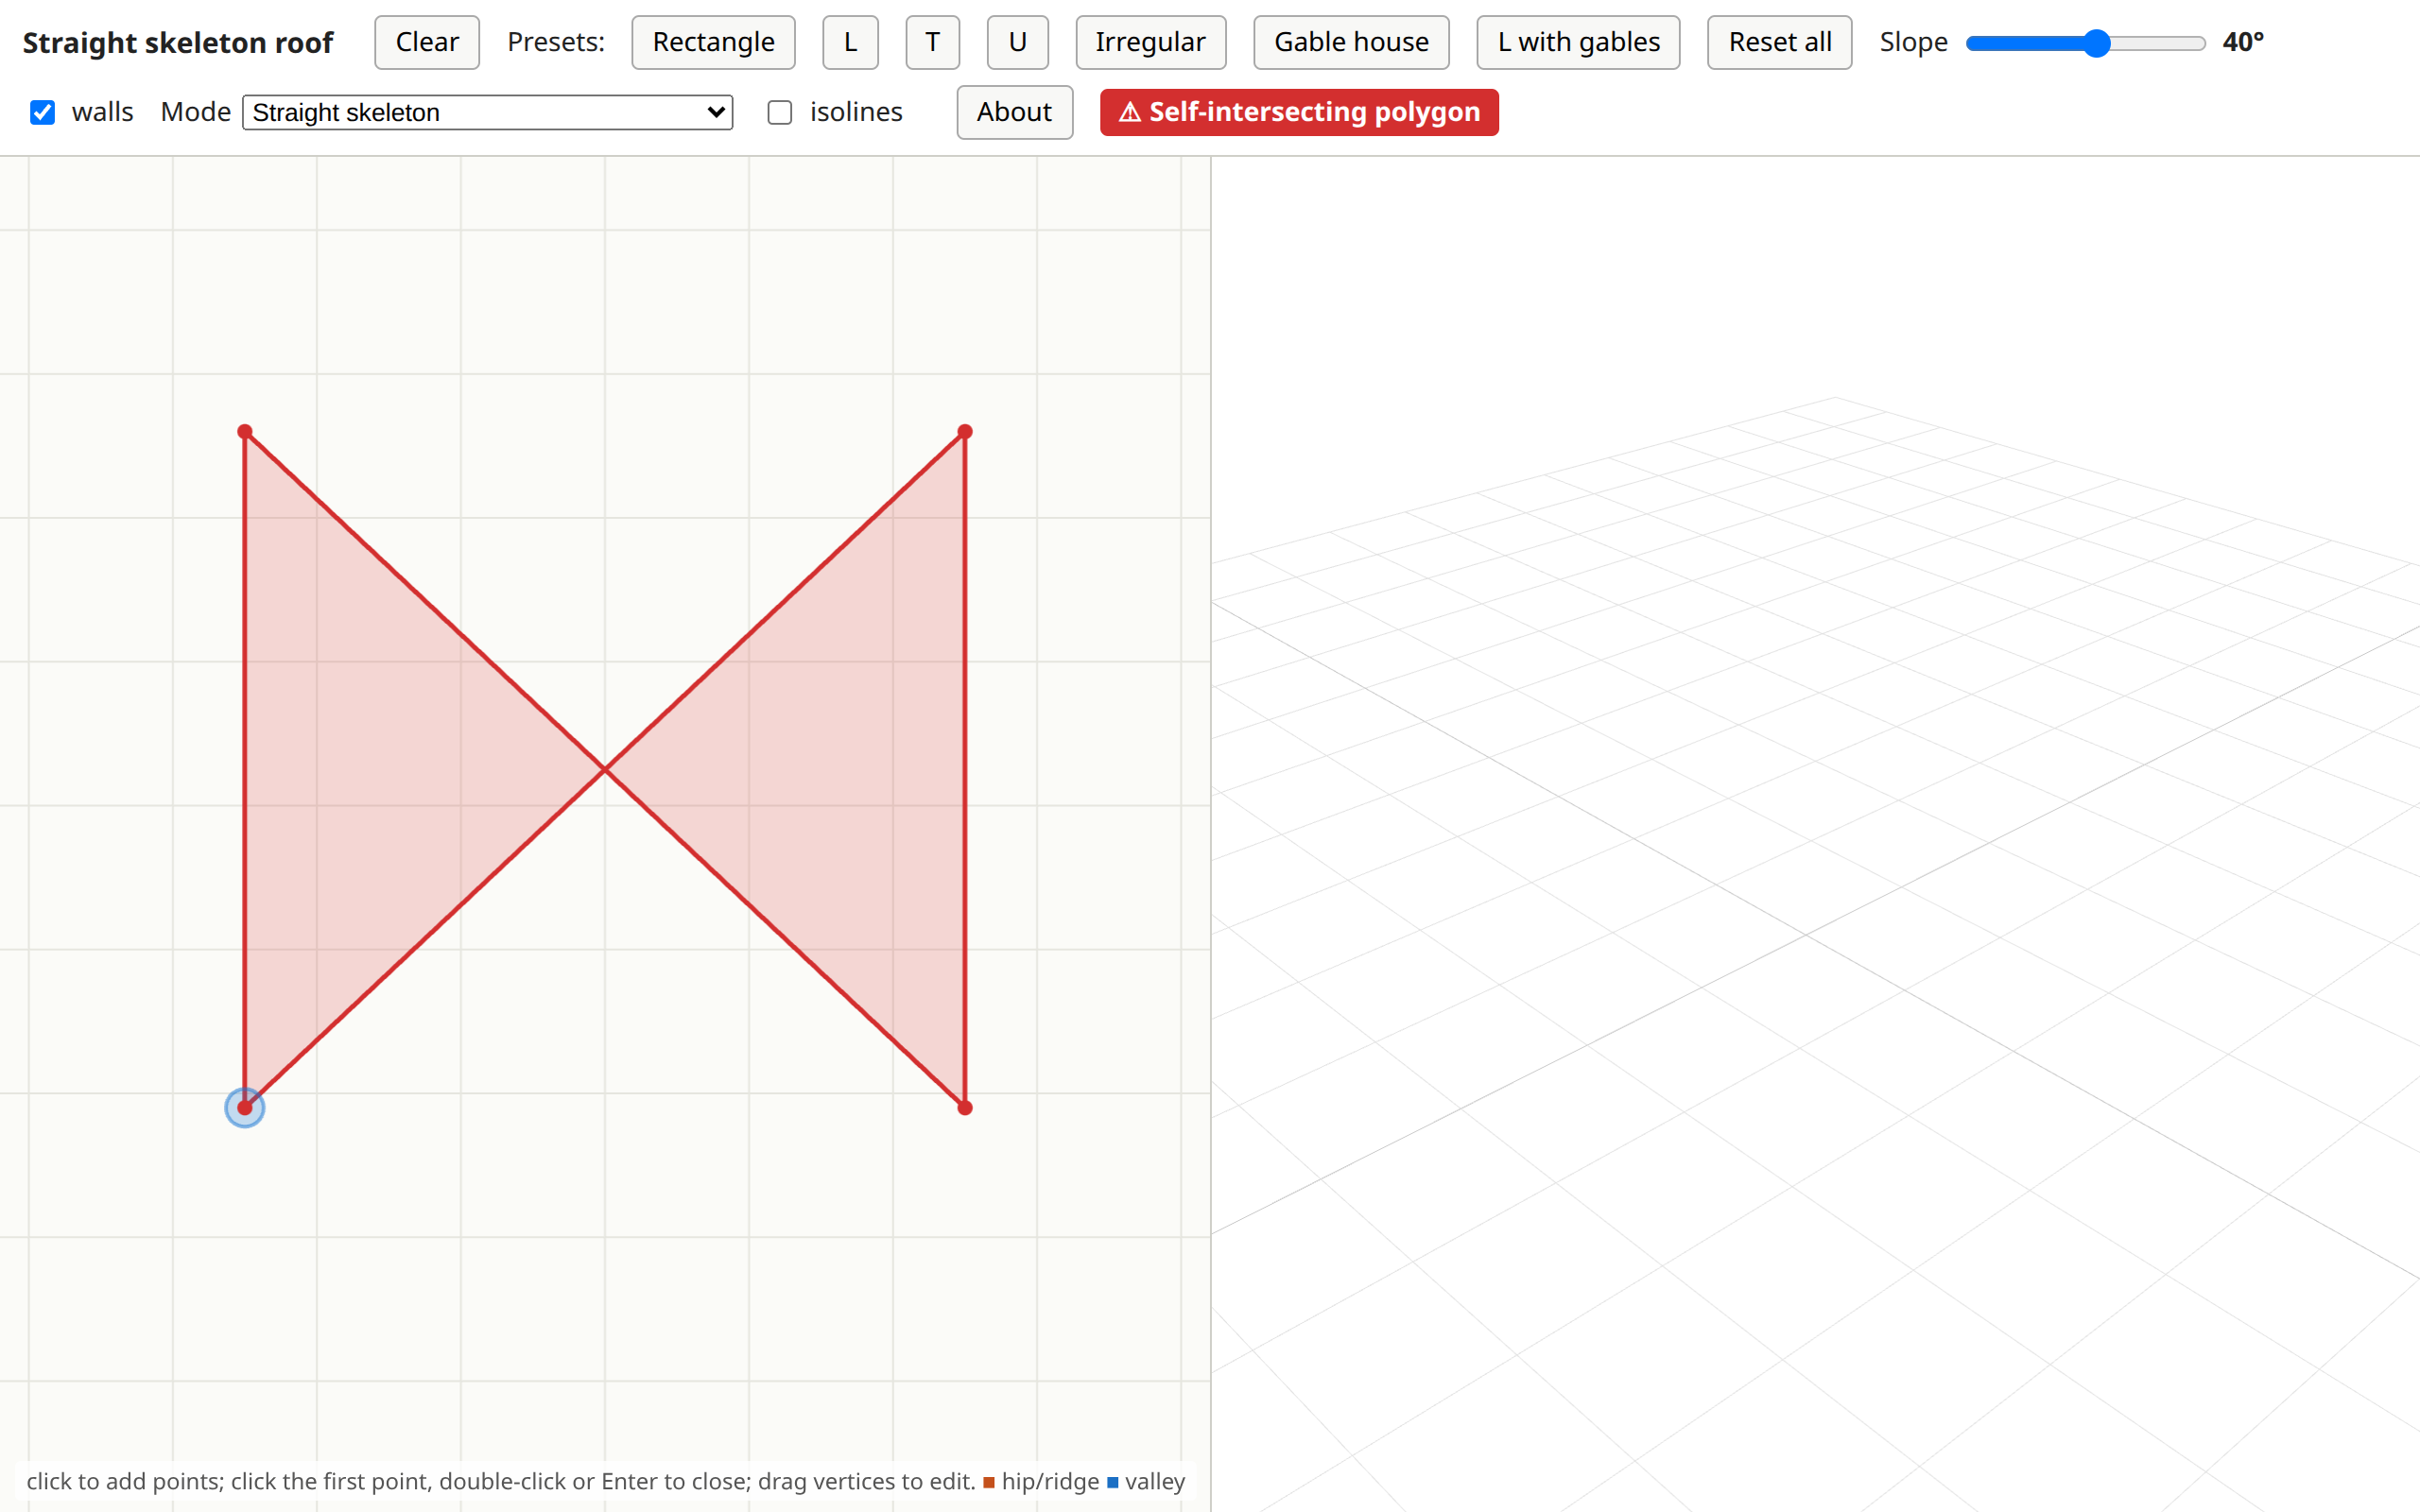 Straight skeleton roof Clear Presets: Rectangle L T U Irregular Gable house L with gables Reset all Slope 40°
walls Mode Straight skeleton isolines About ⚠ Self-intersecting polygon
click to add points; click the first point, double-click or Enter to close; drag vertices to edit. ■ hip/ridge ■ valley